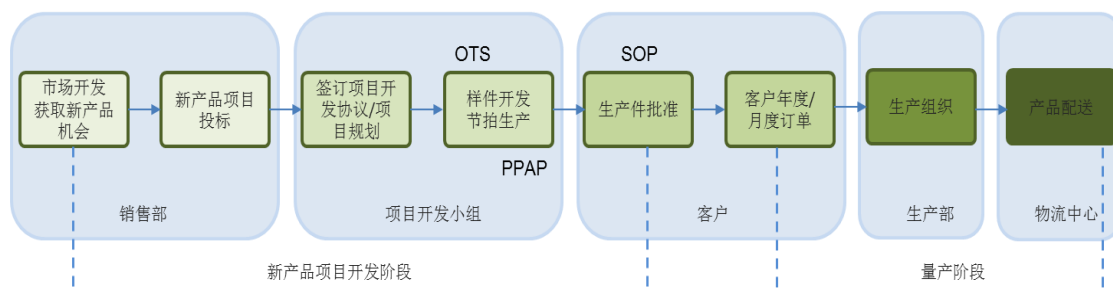 OTS
SOP
市场开发
获取新产品
机会
新产品项目
投标
签订项目开
发协议/项
目规划
样件开发
节拍生产
生产件批准
客户年度/
月度订单
生产组织
产品配送
PPAP
销售部
项目开发小组
客户
生产部
物流中心
新产品项目开发阶段
量产阶段